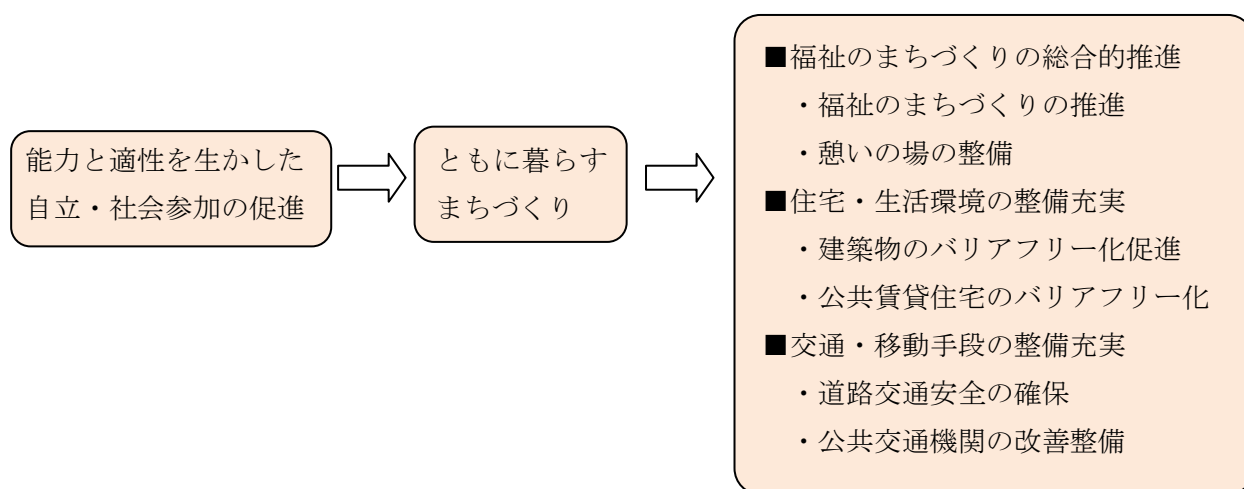 能力と適性を生かした
自立・社会参加の促進
ともに暮らす
まちづくり
■福祉のまちづくりの総合的推進
・福祉のまちづくりの推進
・憩いの場の整備
■住宅・生活環境の整備充実
・建築物のバリアフリー化促進
・公共賃貸住宅のバリアフリー化
■交通・移動手段の整備充実
・道路交通安全の確保
・公共交通機関の改善整備